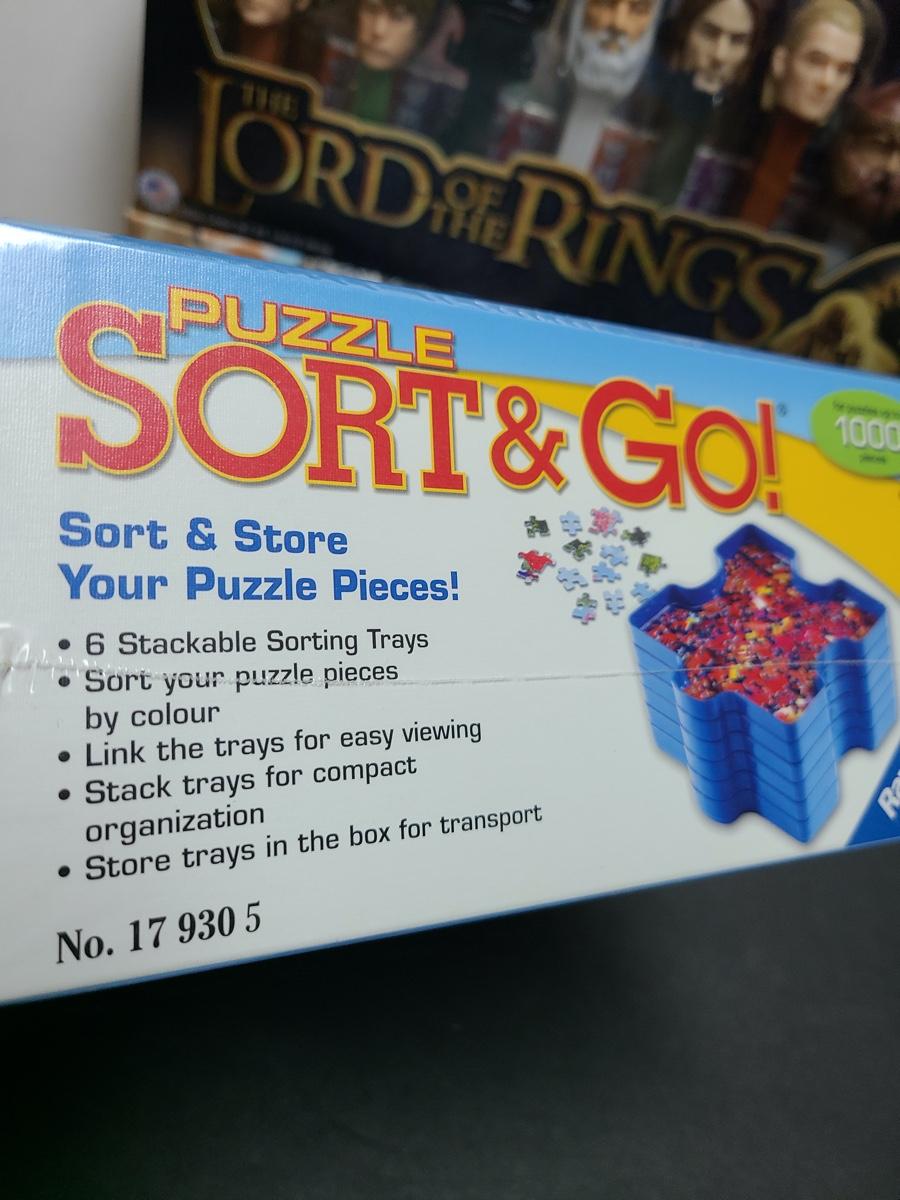 THE
LORD OF THE RINGS
PUZZLE
SORT & GO!®
1000
pieces
Sort & Store
Your Puzzle Pieces!
• 6 Stackable Sorting Trays
• Sort your puzzle pieces
by colour
• Link the trays for easy viewing
• Stack trays for compact
organization
• Store trays in the box for transport
No. 17 930 5